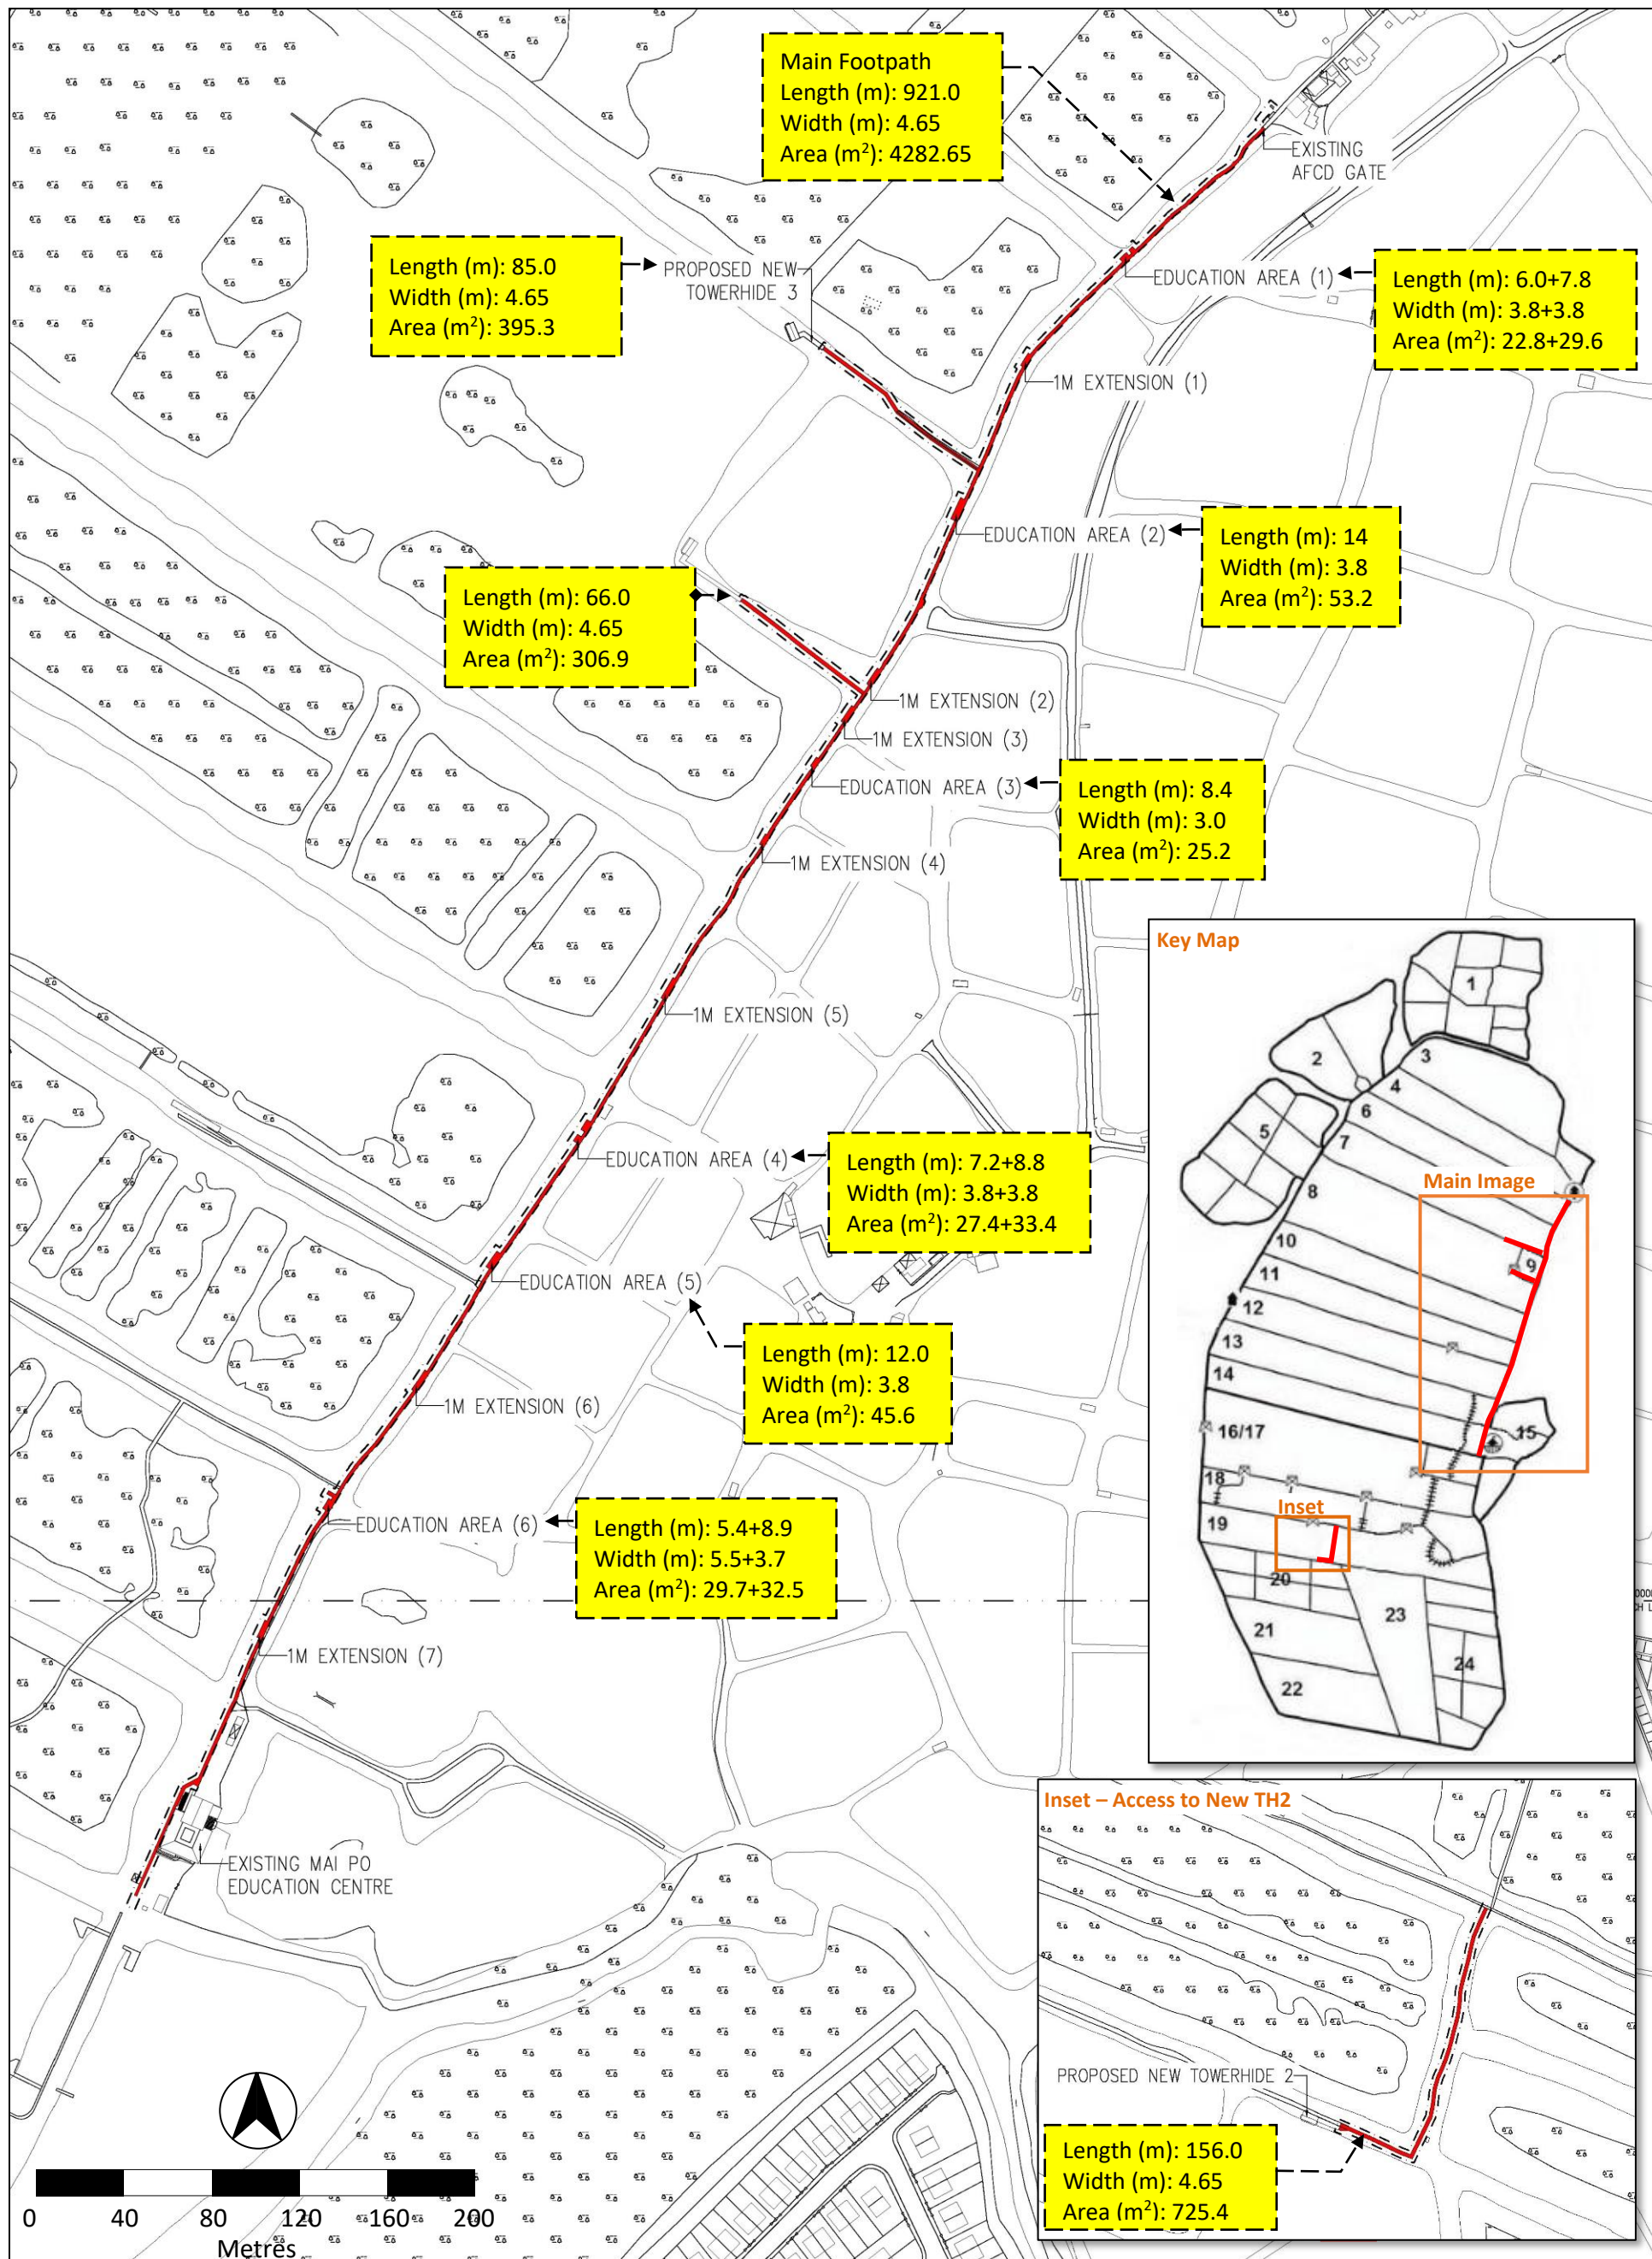 Main Footpath
Length (m): 921.0
Width (m): 4.65
Area (m²): 4282.65
EXISTING
AFCD GATE
Length (m): 85.0
Width (m): 4.65
Area (m²): 395.3
PROPOSED NEW
TOWERHIDE 3
EDUCATION AREA (1)
Length (m): 6.0+7.8
Width (m): 3.8+3.8
Area (m²): 22.8+29.6
1M EXTENSION (1)
EDUCATION AREA (2)
Length (m): 14
Width (m): 3.8
Area (m²): 53.2
Length (m): 66.0
Width (m): 4.65
Area (m²): 306.9
1M EXTENSION (2)
1M EXTENSION (3)
EDUCATION AREA (3)
Length (m): 8.4
Width (m): 3.0
Area (m²): 25.2
1M EXTENSION (4)
1M EXTENSION (5)
EDUCATION AREA (4)
Length (m): 7.2+8.8
Width (m): 3.8+3.8
Area (m²): 27.4+33.4
EDUCATION AREA (5)
Length (m): 12.0
Width (m): 3.8
Area (m²): 45.6
1M EXTENSION (6)
EDUCATION AREA (6)
Length (m): 5.4+8.9
Width (m): 5.5+3.7
Area (m²): 29.7+32.5
1M EXTENSION (7)
EXISTING MAI PO
EDUCATION CENTRE
0 40 80 120 160 200
Metres
Key Map
1
2
3
4
5
6
7
8
Main Image
9
10
11
12
13
14
15
16/17
18
19
Inset
20
21
22
23
24
Inset – Access to New TH2
PROPOSED NEW TOWERHIDE 2
Length (m): 156.0
Width (m): 4.65
Area (m²): 725.4